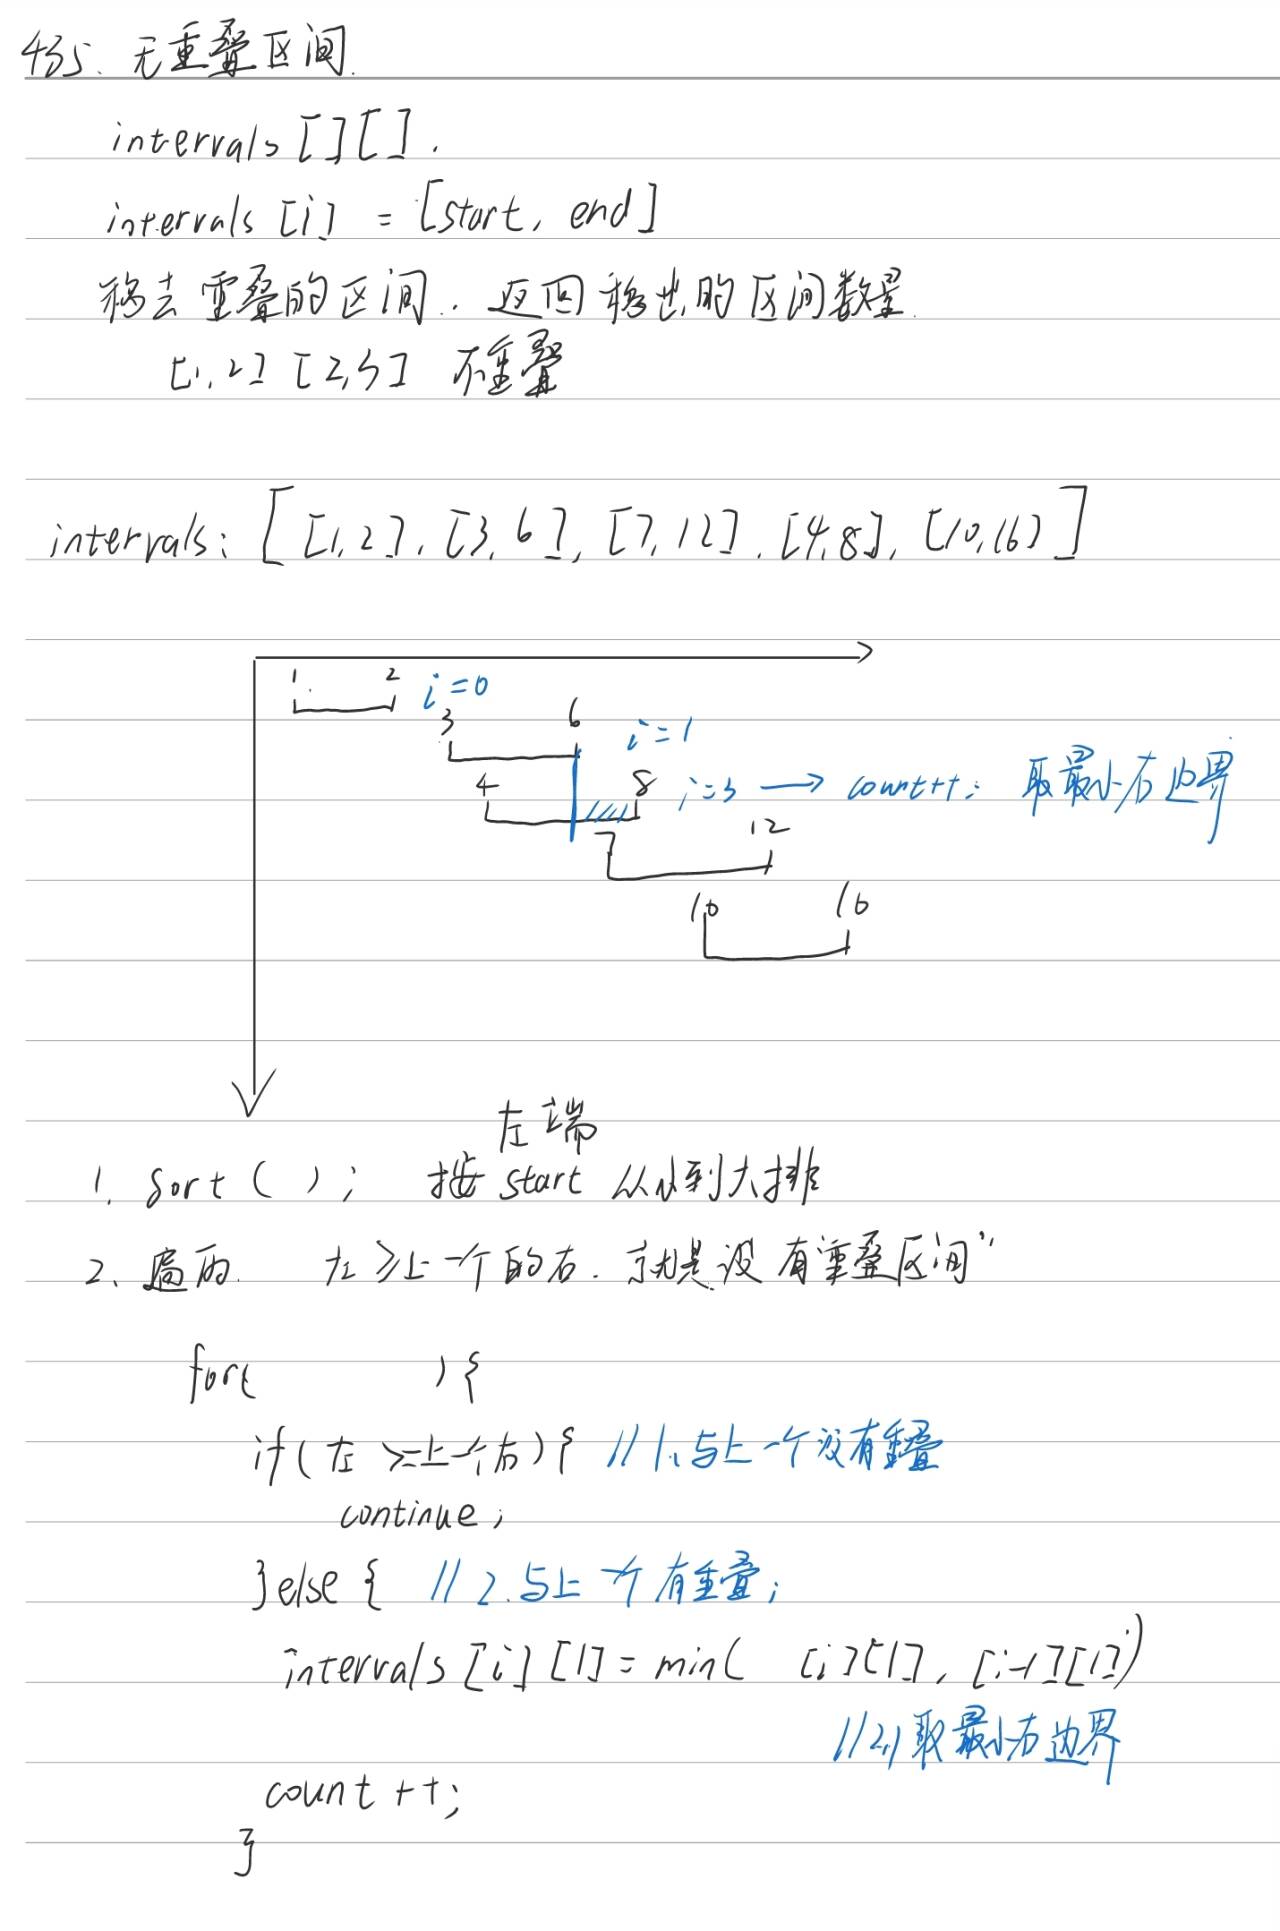 435. 无重叠区间.
intervals [][].
intervals [i] = [start, end]
移去重叠的区间. 返回移出的区间数量.
[1,2] [2,3] 不重叠
intervals: [ [1,2], [3,6], [7,12], [4,8], [10,16] ]
1 2 i=0
3 6 i=1
4 8 i=3 → count++; 取最小右边界
7 12
10 16
左端
1. sort ( ); 按 start 从小到大排
2、遍历. 左≥上一个的右. 就是没有重叠区间"
for( ){
if(左 >=上一个右){ //1.与上一个没有重叠
continue;
}else{ //2.与上一个有重叠;
intervals [i][1] = min( [i][1], [i-1][1])
//2.1取最小右边界
count ++;
}